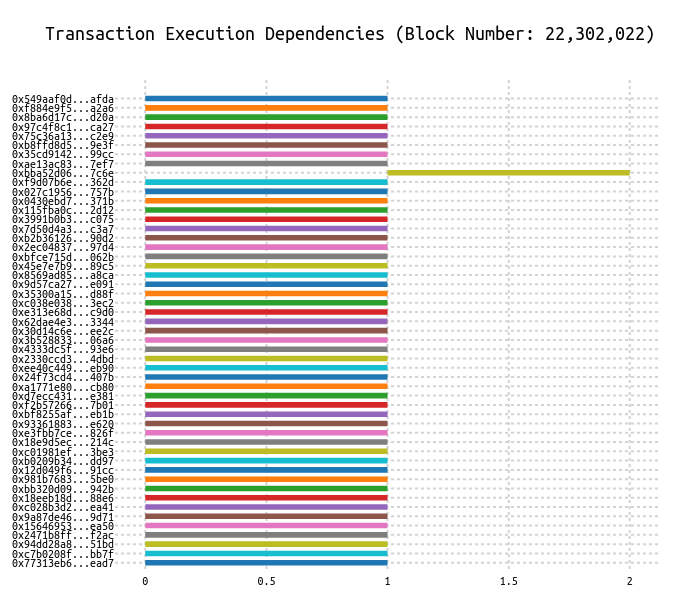 Transaction Execution Dependencies (Block Number: 22,302,022)
0x549aaf0d...afda
0xf884e9f5...a2a6
0x8ba6d17c...d20a
0x97c4f8c1...ca27
0x75c36a13...c2e9
0xb8ffd8d5...9e3f
0x35cd9142...99cc
0xae13ac83...7ef7
0xbba52d06...7c6e
0xf9d07b6e...362d
0x027c1956...757b
0x0430ebd7...371b
0x115fba0c...2d12
0x3991b0b3...c075
0x7d50d4a3...c3a7
0xb2b36126...90d2
0x2ec04837...97d4
0xbfce715d...062b
0x45e7e7b9...89c5
0x8569ad85...a8ca
0x9d57ca27...e091
0x35300a15...d88f
0xc038e038...3ec2
0xe313e68d...c9d0
0x62dae4e3...3344
0x30d14c6e...ee2c
0x3b528833...06a6
0x4333dc5f...93e6
0x2330ccd3...4dbd
0xee40c449...eb90
0x24f73cd4...407b
0xa1771e80...cb80
0xd7ecc431...e381
0xf2b57266...7b01
0xbf8255af...eb1b
0x93361883...e620
0xe3fbb7ce...826f
0x18e9d5ec...214c
0xc01981ef...3be3
0xb0209b34...dd97
0x12d049f6...91cc
0x981b7683...5be0
0xbb320d09...942b
0x18eeb18d...88e6
0xc028b3d2...ea41
0x9a87de46...9d71
0x15646953...ea50
0x2471b8ff...f2ac
0x94dd28a8...51bd
0xc7b0208f...bb7f
0x77313eb6...ead7
0 0.5 1 1.5 2